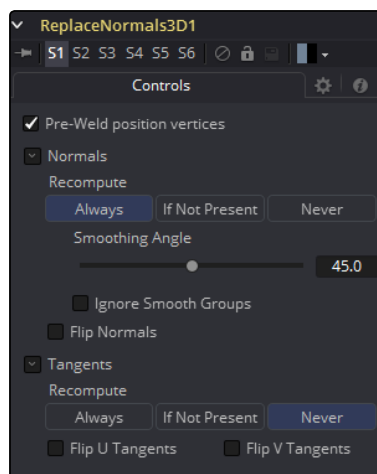 ReplaceNormals3D1
S1 S2 S3 S4 S5 S6
Controls
Pre-Weld position vertices
Normals
Recompute
Always If Not Present Never
Smoothing Angle
45.0
Ignore Smooth Groups
Flip Normals
Tangents
Recompute
Always If Not Present Never
Flip U Tangents Flip V Tangents